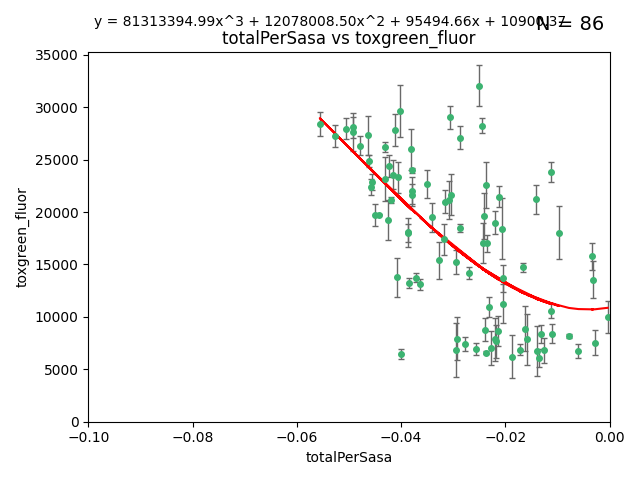 y = 81313394.99x^3 + 12078008.50x^2 + 95494.66x + 10900.37
N = 86
totalPerSasa vs toxgreen_fluor
35000
30000
25000
20000
15000
10000
5000
0
toxgreen_fluor
−0.10 −0.08 −0.06 −0.04 −0.02 0.00
totalPerSasa